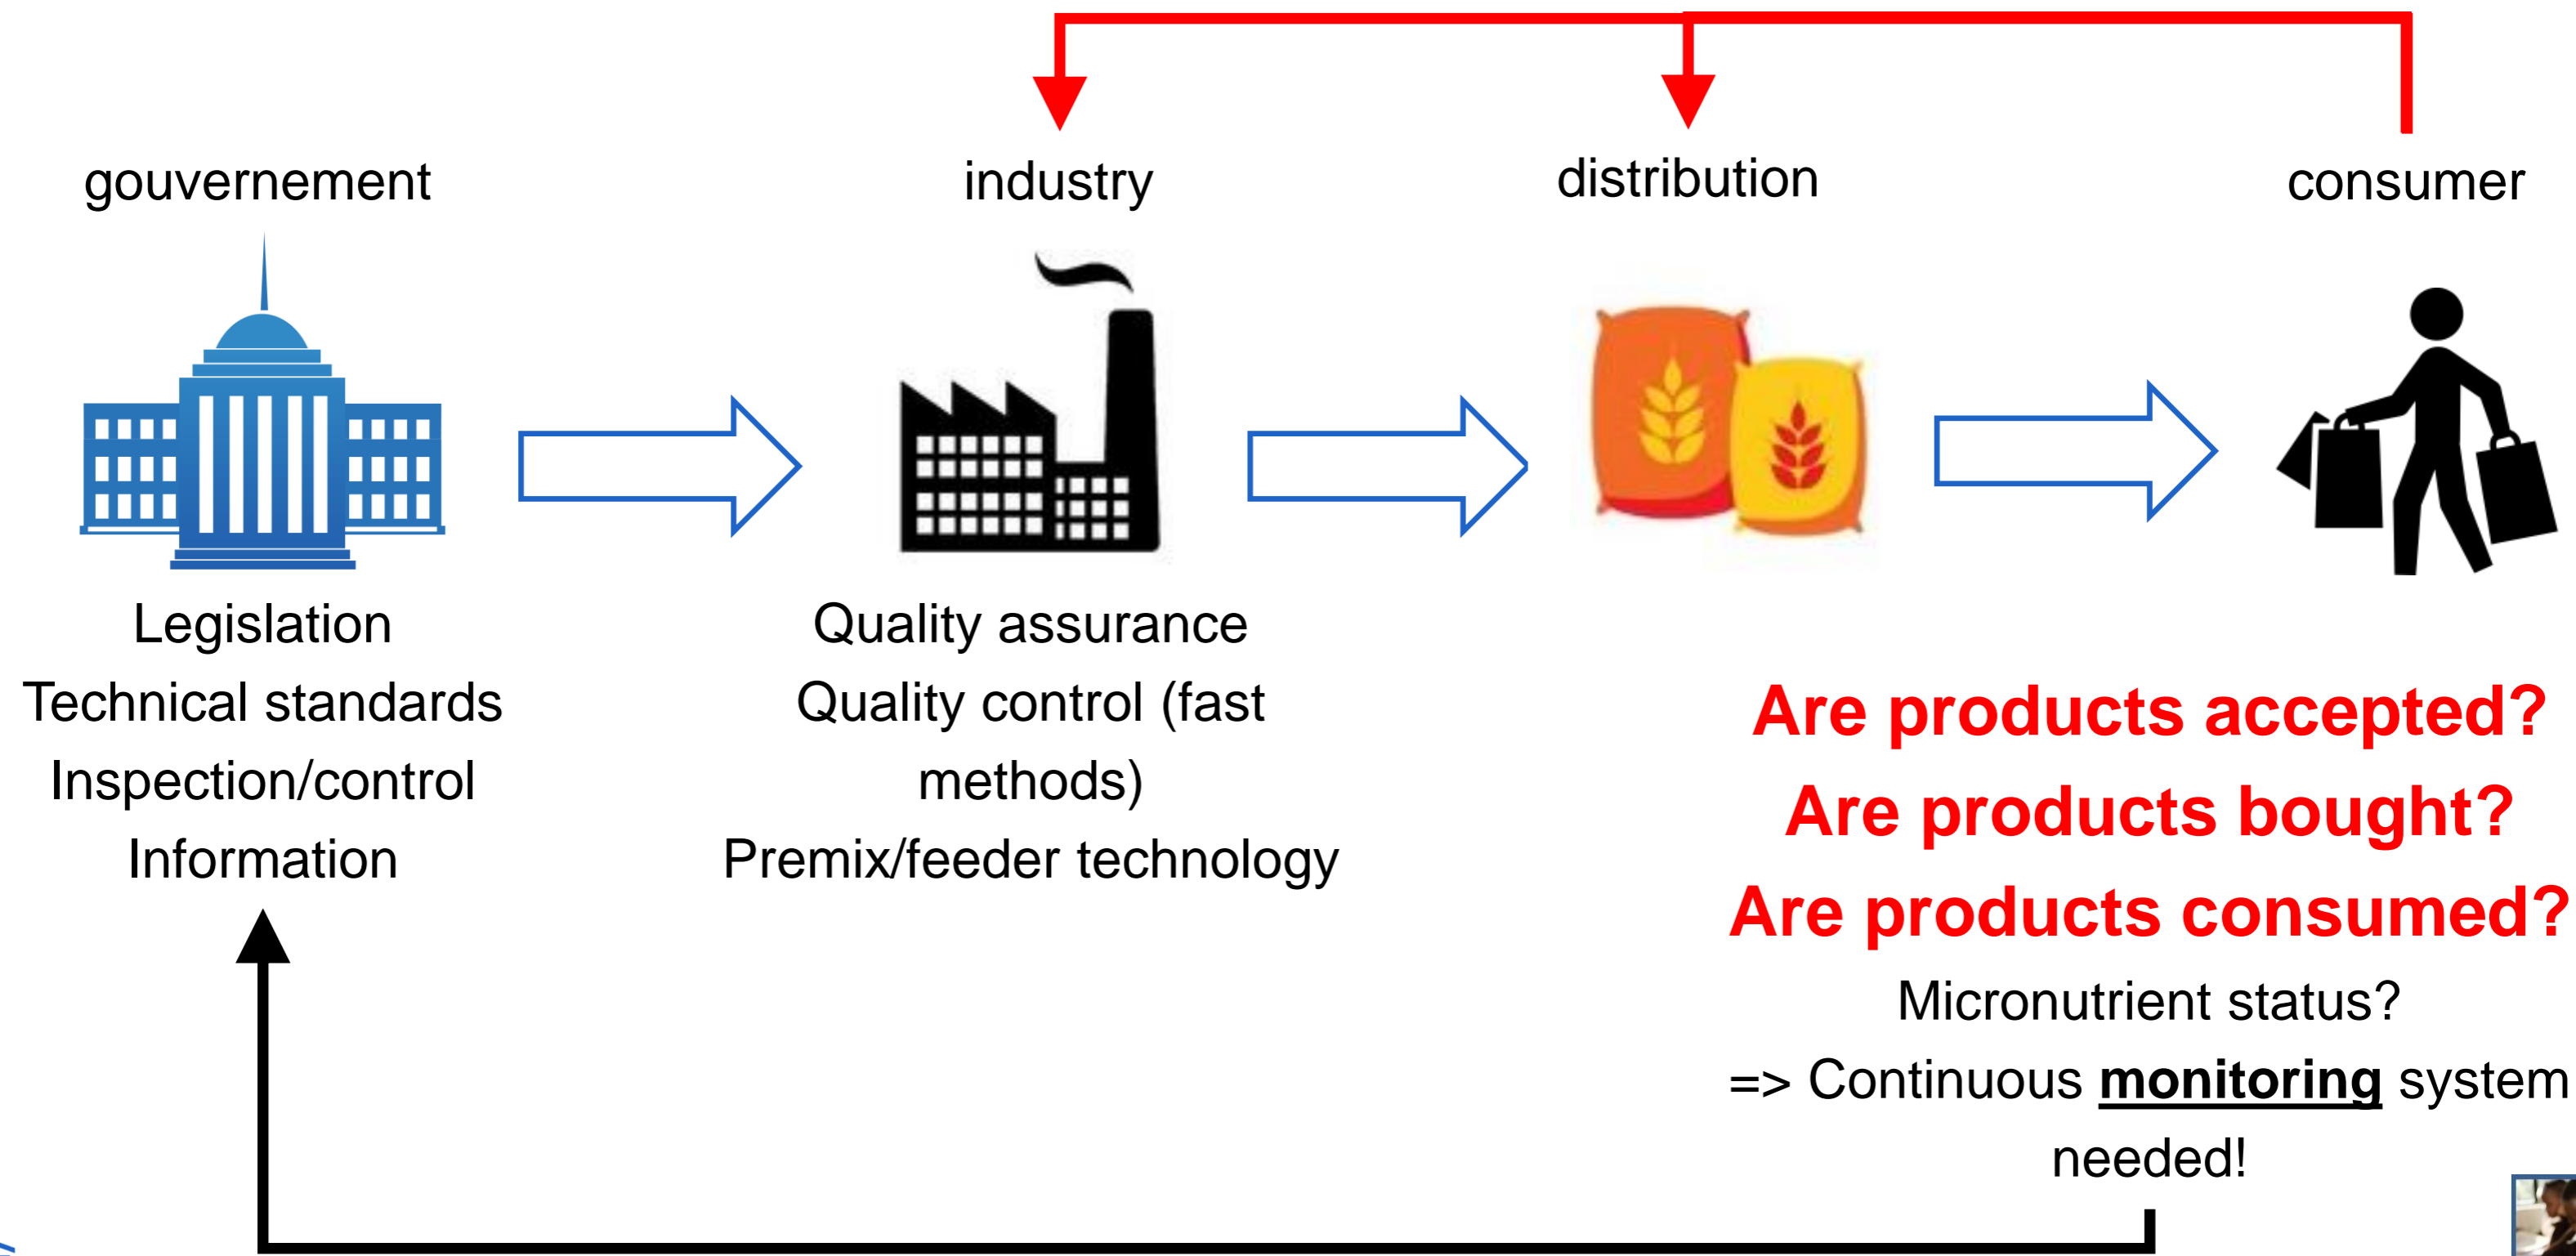 gouvernement
industry
distribution
consumer
Legislation
Technical standards
Inspection/control
Information
Quality assurance
Quality control (fast
methods)
Premix/feeder technology
Are products accepted?
Are products bought?
Are products consumed?
Micronutrient status?
=> Continuous monitoring system
needed!